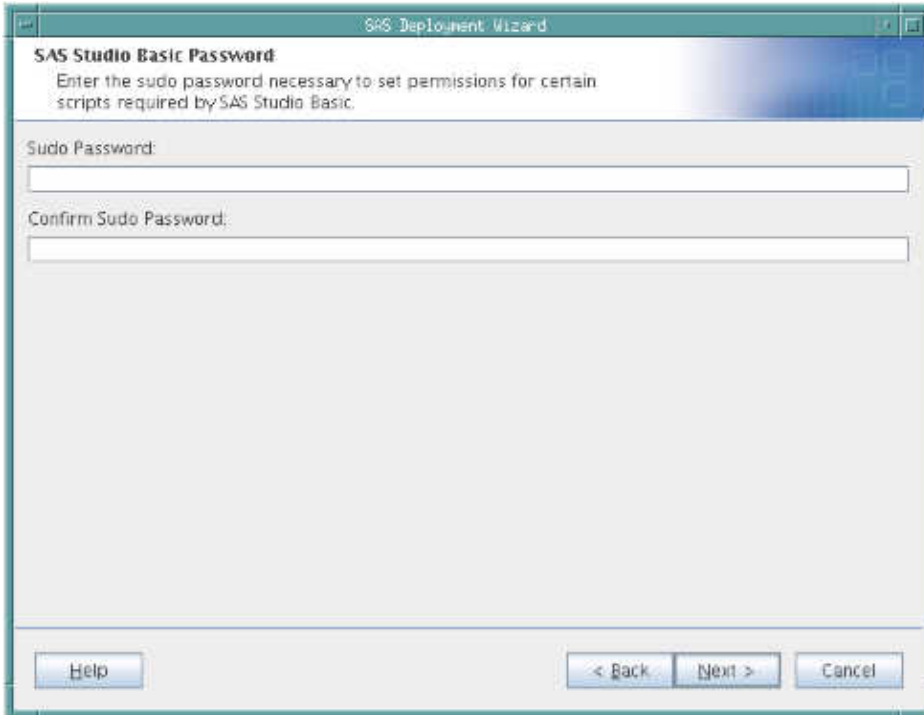 SAS Deployment Wizard
SAS Studio Basic Password
Enter the sudo password necessary to set permissions for certain
scripts required by SAS Studio Basic.
Sudo Password:
Confirm Sudo Password:
Help
< Back
Next >
Cancel